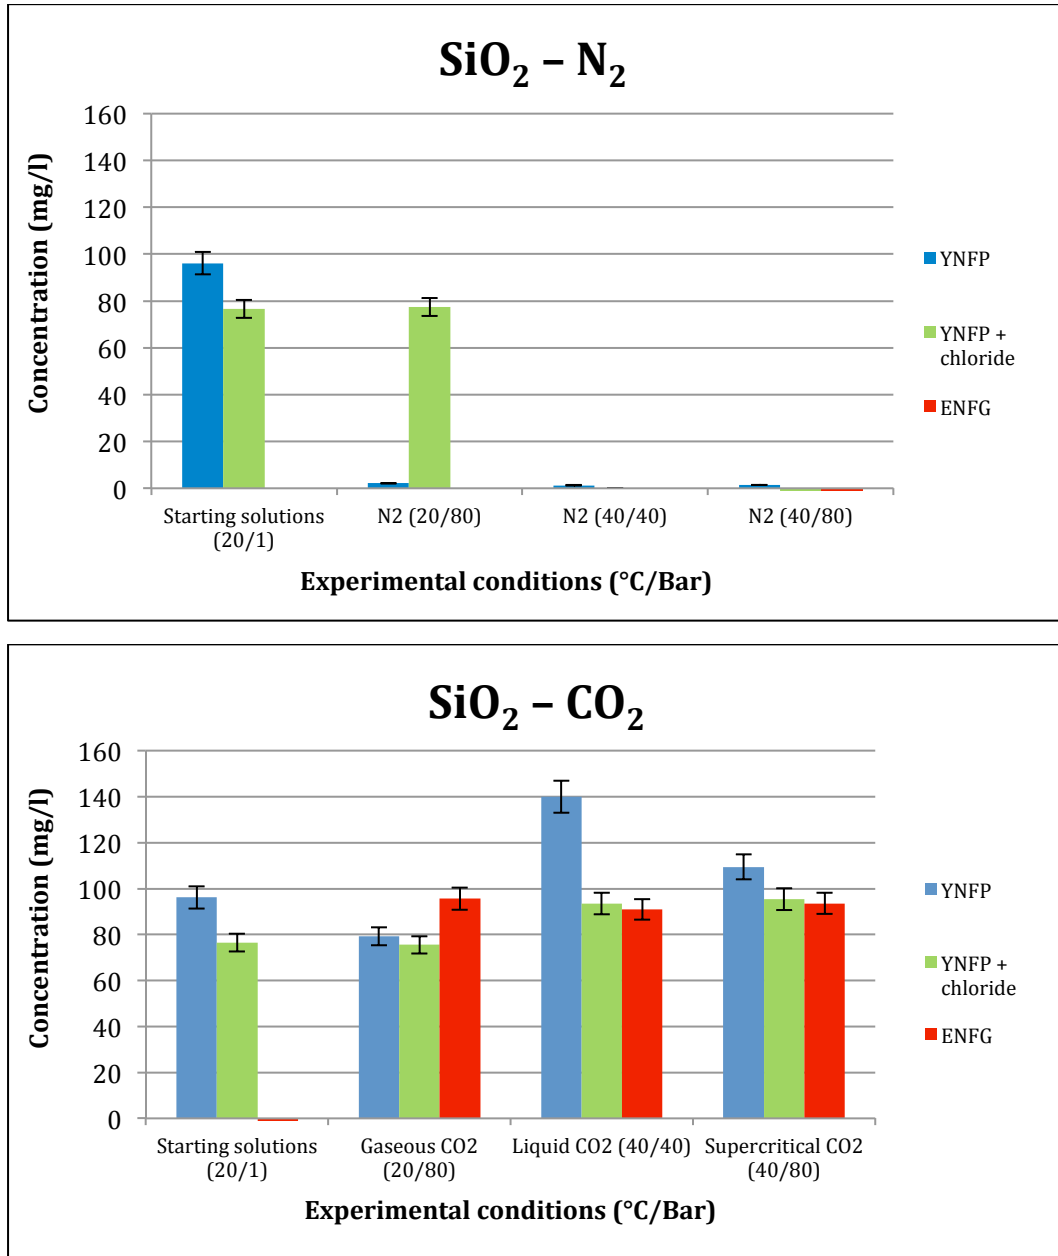 SiO₂ – N₂
160
140
120
100
80
60
40
20
0
Concentration (mg/l)
Starting solutions
(20/1)
N2 (20/80)
N2 (40/40)
N2 (40/80)
Experimental conditions (°C/Bar)
YNFP
YNFP +
chloride
ENFG
SiO₂ – CO₂
160
140
120
100
80
60
40
20
0
Concentration (mg/l)
Starting solutions
(20/1)
Gaseous CO2
(20/80)
Liquid CO2 (40/40)
Supercritical CO2
(40/80)
Experimental conditions (°C/Bar)
YNFP
YNFP +
chloride
ENFG